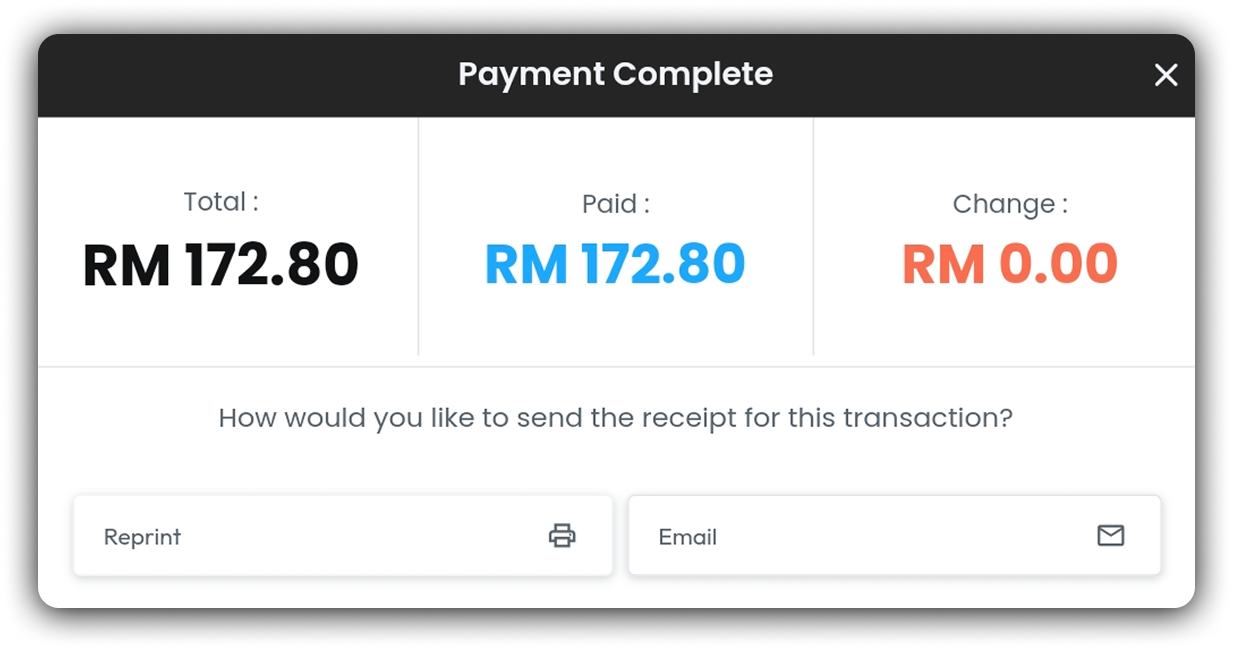 Payment Complete
Total :
RM 172.80
Paid :
RM 172.80
Change :
RM 0.00
How would you like to send the receipt for this transaction?
Reprint
Email